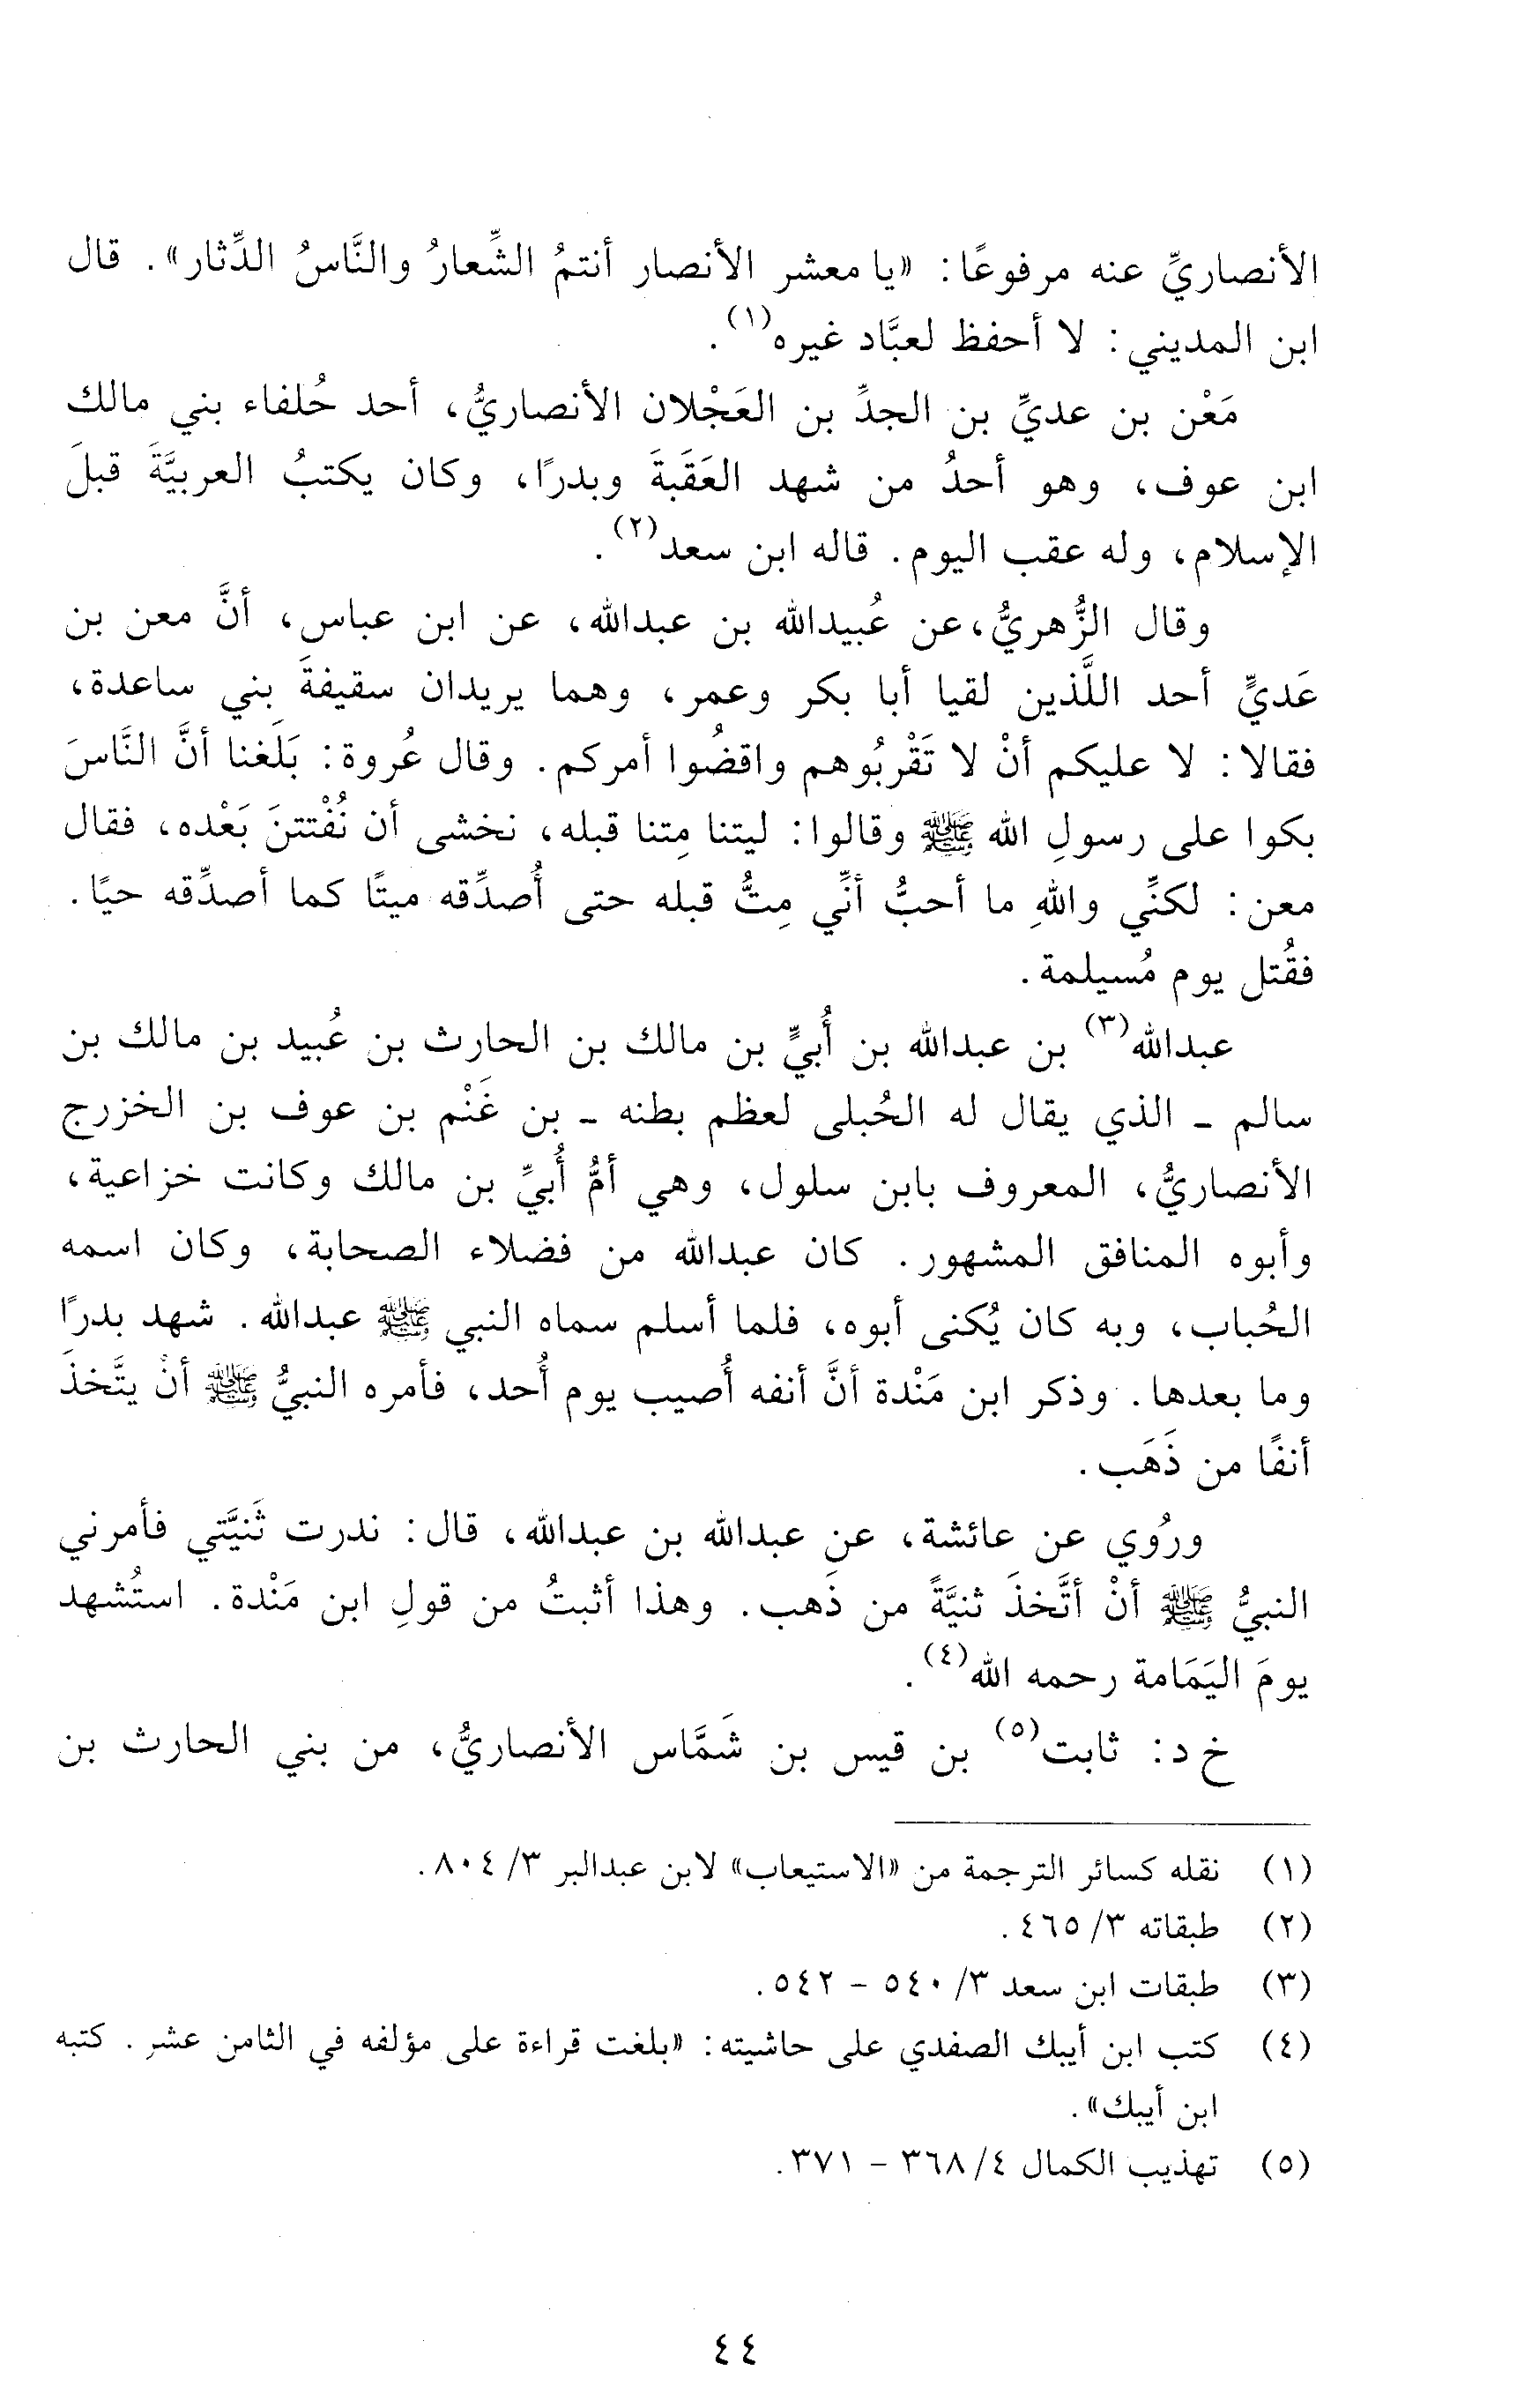 الأنصاريِّ عنه مرفوعًا: «يا معشر الأنصار أنتمُ الشِّعارُ والنَّاسُ الدِّثار». قال
ابن المديني: لا أحفظ لعبَّاد غيره(١).
مَعْن بن عديِّ بن الجدِّ بن العَجْلان الأنصاريُّ، أحد حُلفاء بني مالك
ابن عوف، وهو أحدُ من شهد العَقَبةَ وبدرًا، وكان يكتبُ العربيَّةَ قبلَ
الإسلام، وله عقب اليوم. قاله ابن سعد(٢).
وقال الزُّهريُّ، عن عُبيدالله بن عبدالله، عن ابن عباس، أنَّ معن بن
عَديٍّ أحد اللَّذين لقيا أبا بكر وعمر، وهما يريدان سقيفةَ بني ساعدة،
فقالا: لا عليكم أنْ لا تَقْربُوهم واقضُوا أمركم. وقال عُروة: بَلَغنا أنَّ النَّاسَ
بكوا على رسولِ الله ﷺ وقالوا: ليتنا مِتنا قبله، نخشى أن نُفْتتنَ بَعْده، فقال
معن: لكنِّي واللهِ ما أحبُّ أنِّي مِتُّ قبله حتى أُصدِّقه ميتًا كما أصدِّقه حيًا.
فقُتل يوم مُسيلمة.
عبدالله(٣) بن عبدالله بن أُبيٍّ بن مالك بن الحارث بن عُبيد بن مالك بن
سالم - الذي يقال له الحُبلى لعظم بطنه - بن غَنْم بن عوف بن الخزرج
الأنصاريُّ، المعروف بابن سلول، وهي أمُّ أُبيِّ بن مالك وكانت خزاعية،
وأبوه المنافق المشهور. كان عبدالله من فضلاء الصحابة، وكان اسمه
الحُباب، وبه كان يُكنى أبوه، فلما أسلم سماه النبي ﷺ عبدالله. شهد بدرًا
وما بعدها. وذكر ابن مَنْدة أنَّ أنفه أُصيب يوم أُحد، فأمره النبيُّ ﷺ أنْ يتَّخذَ
أنفًا من ذَهَب.
ورُوي عن عائشة، عن عبدالله بن عبدالله، قال: ندرت ثَنيَّتي فأمرني
النبيُّ ﷺ أنْ أتَّخذَ ثنيَّةً من ذَهب. وهذا أثبتُ من قولِ ابن مَنْدة. استُشهد
يومَ اليَمَامة رحمه الله(٤).
خ د: ثابت(٥) بن قيس بن شَمَّاس الأنصاريُّ، من بني الحارث بن
(١) نقله كسائر الترجمة من «الاستيعاب» لابن عبدالبر ٣/ ٨٠٤.
(٢) طبقاته ٣/ ٤٦٥.
(٣) طبقات ابن سعد ٣/ ٥٤٠ - ٥٤٢.
(٤) كتب ابن أيبك الصفدي على حاشيته: «بلغت قراءة على مؤلفه في الثامن عشر. كتبه
ابن أيبك».
(٥) تهذيب الكمال ٤/ ٣٦٨ - ٣٧١.
٤٤